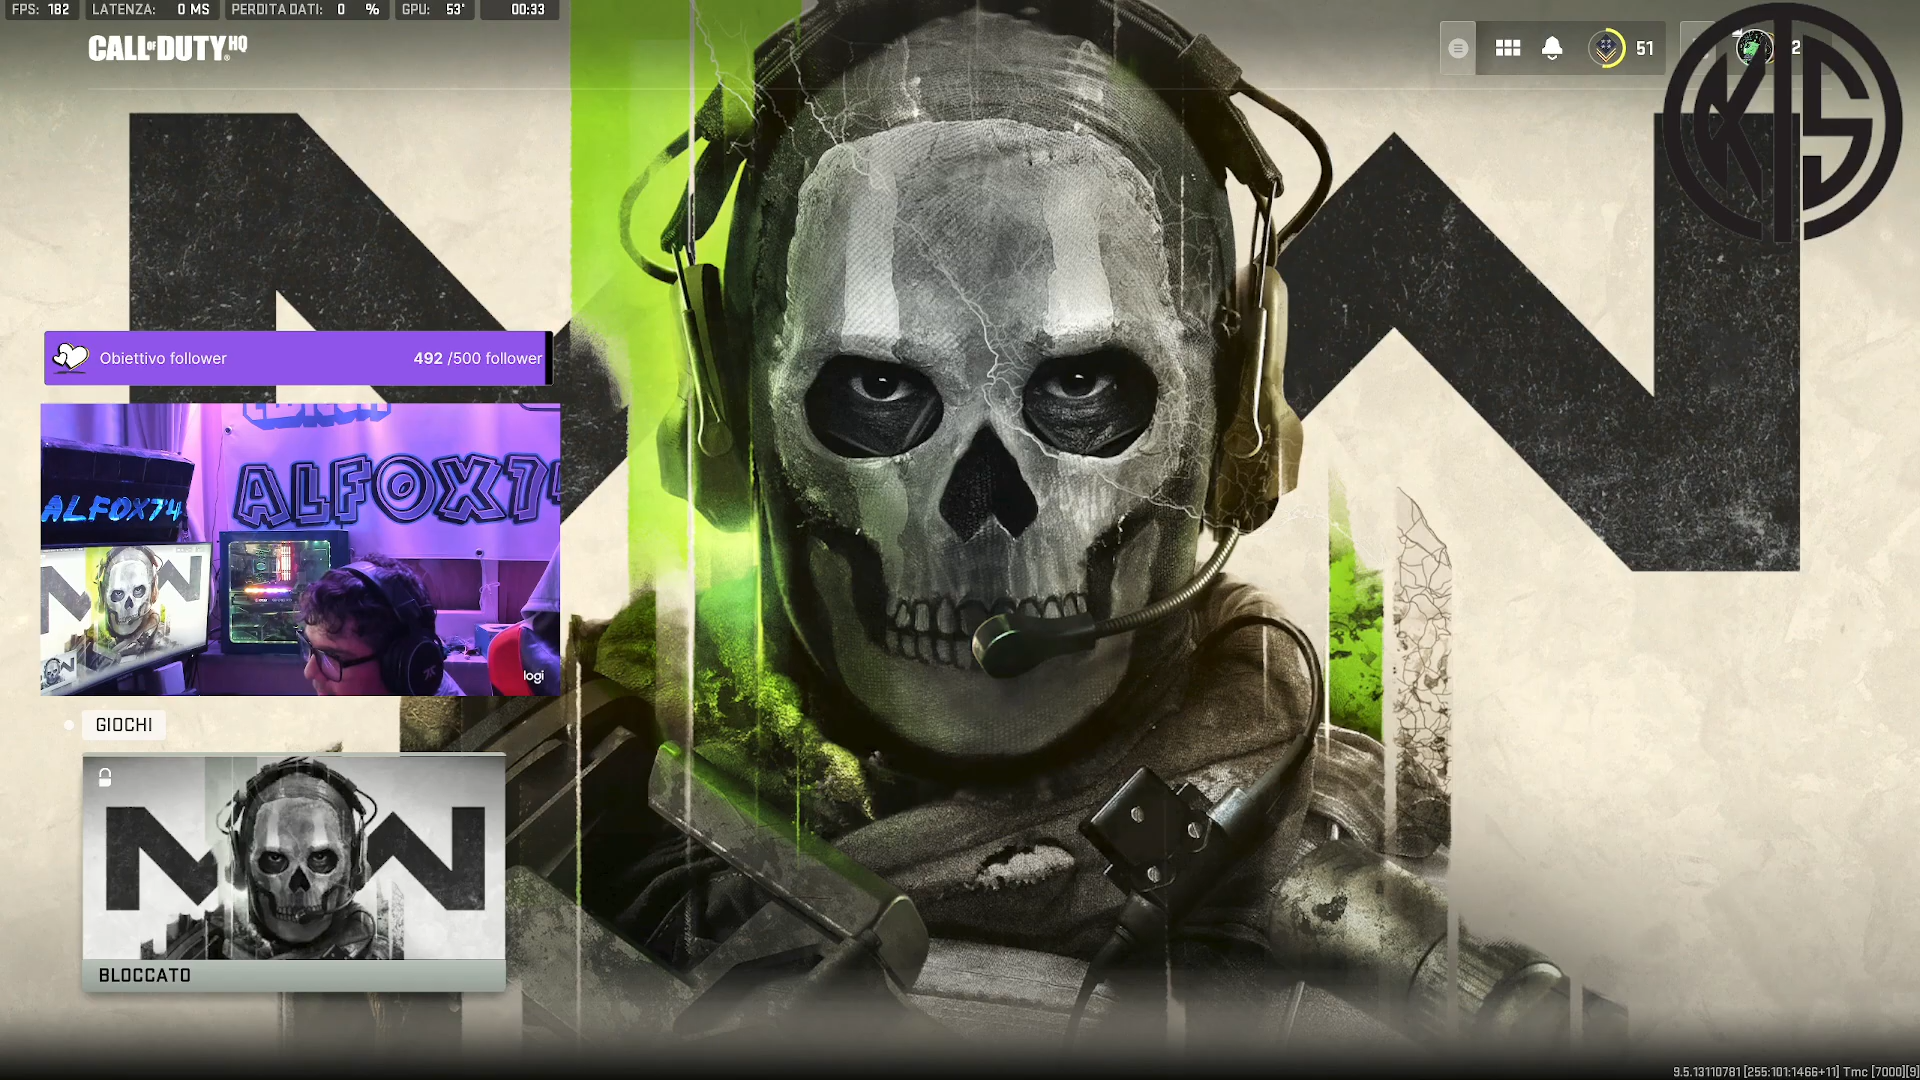 FPS: 182 LATENZA: 0 MS PERDITA DATI: 0 % GPU: 53° 00:33
CALL OF DUTY HQ
51
2
KTS
Obiettivo follower 492 /500 follower
ALFOX74
ALFOX74
logi
GIOCHI
BLOCCATO
9.5.13110781 [255:101:1466+11] Tmc [7000][9]